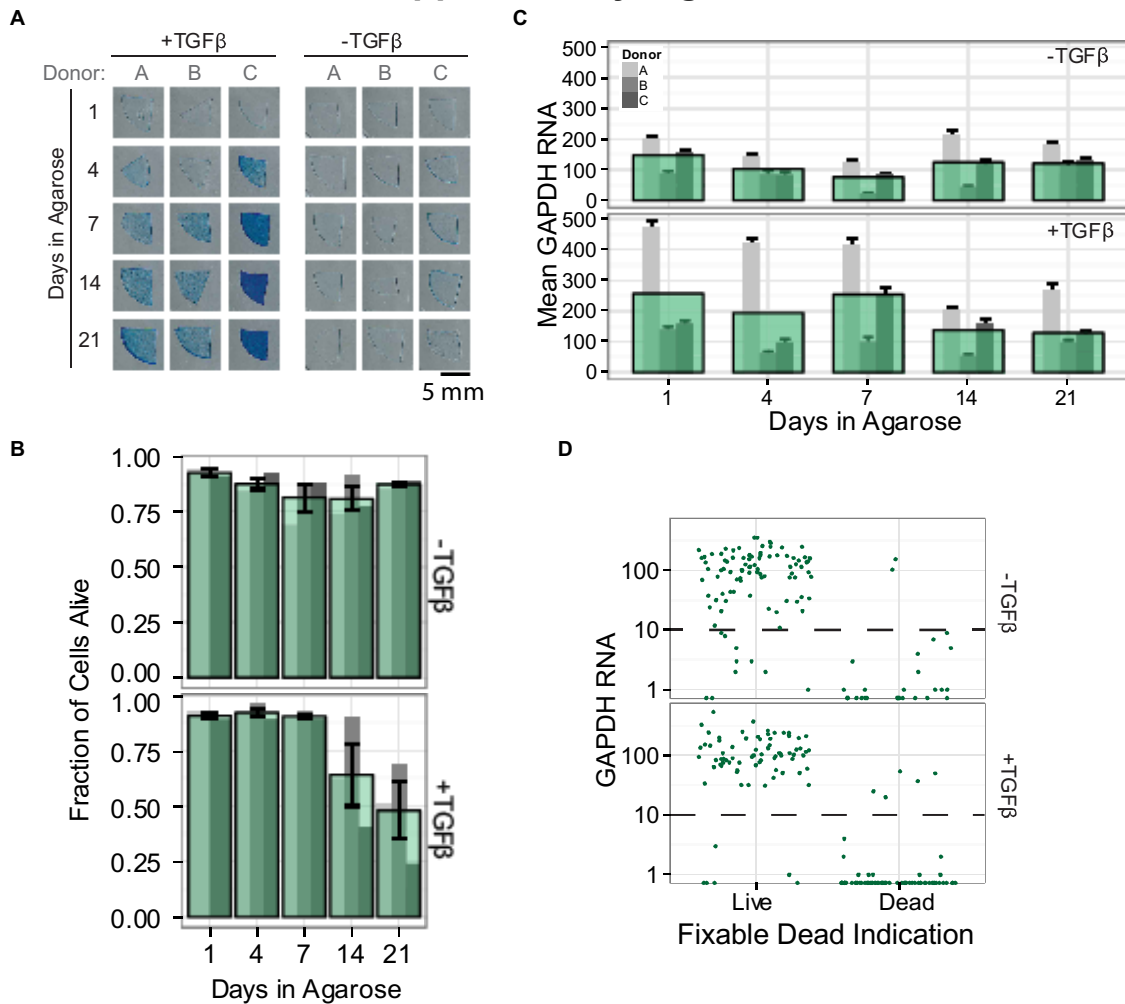 A
+TGFβ
-TGFβ
Donor: A B C A B C
Days in Agarose
1
4
7
14
21
5 mm
B
1.00
0.75
0.50
0.25
0.00
-TGFβ
1.00
0.75
0.50
0.25
0.00
+TGFβ
Fraction of Cells Alive
1 4 7 14 21
Days in Agarose
C
500
400
300
200
100
0
Donor
A
B
C
-TGFβ
500
400
300
200
100
0
+TGFβ
Mean GAPDH RNA
1 4 7 14 21
Days in Agarose
D
100
10
1
-TGFβ
100
10
1
+TGFβ
GAPDH RNA
Live Dead
Fixable Dead Indication